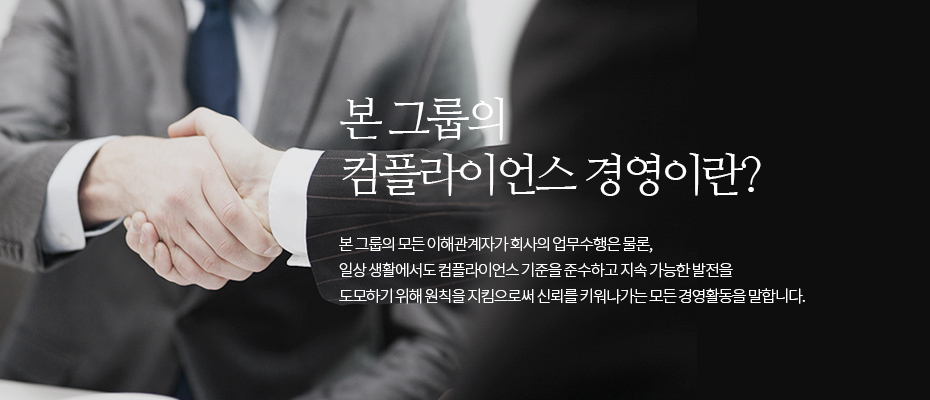 본 그룹의
컴플라이언스 경영이란?
본 그룹의 모든 이해관계자가 회사의 업무수행은 물론,
일상 생활에서도 컴플라이언스 기준을 준수하고 지속 가능한 발전을
도모하기 위해 원칙을 지킴으로써 신뢰를 키워나가는 모든 경영활동을 말합니다.